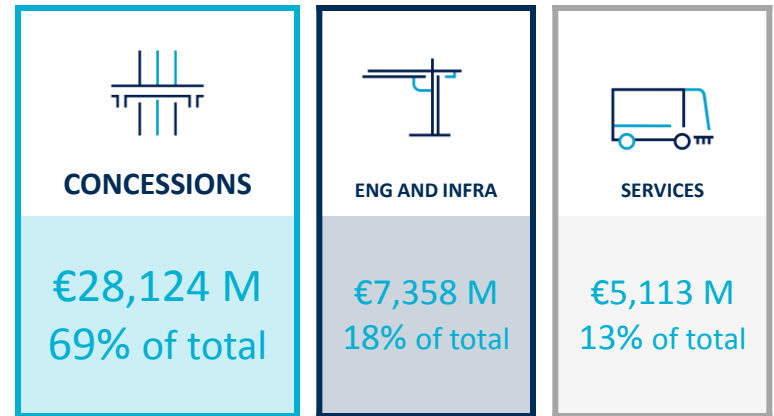 CONCESSIONS
€28,124 M
69% of total
ENG AND INFRA
€7,358 M
18% of total
SERVICES
€5,113 M
13% of total